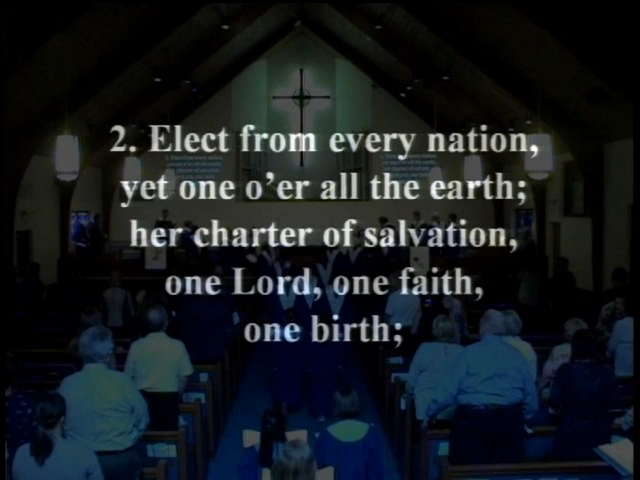 2. Elect from every nation,
yet one o'er all the earth;
her charter of salvation,
one Lord, one faith,
one birth;